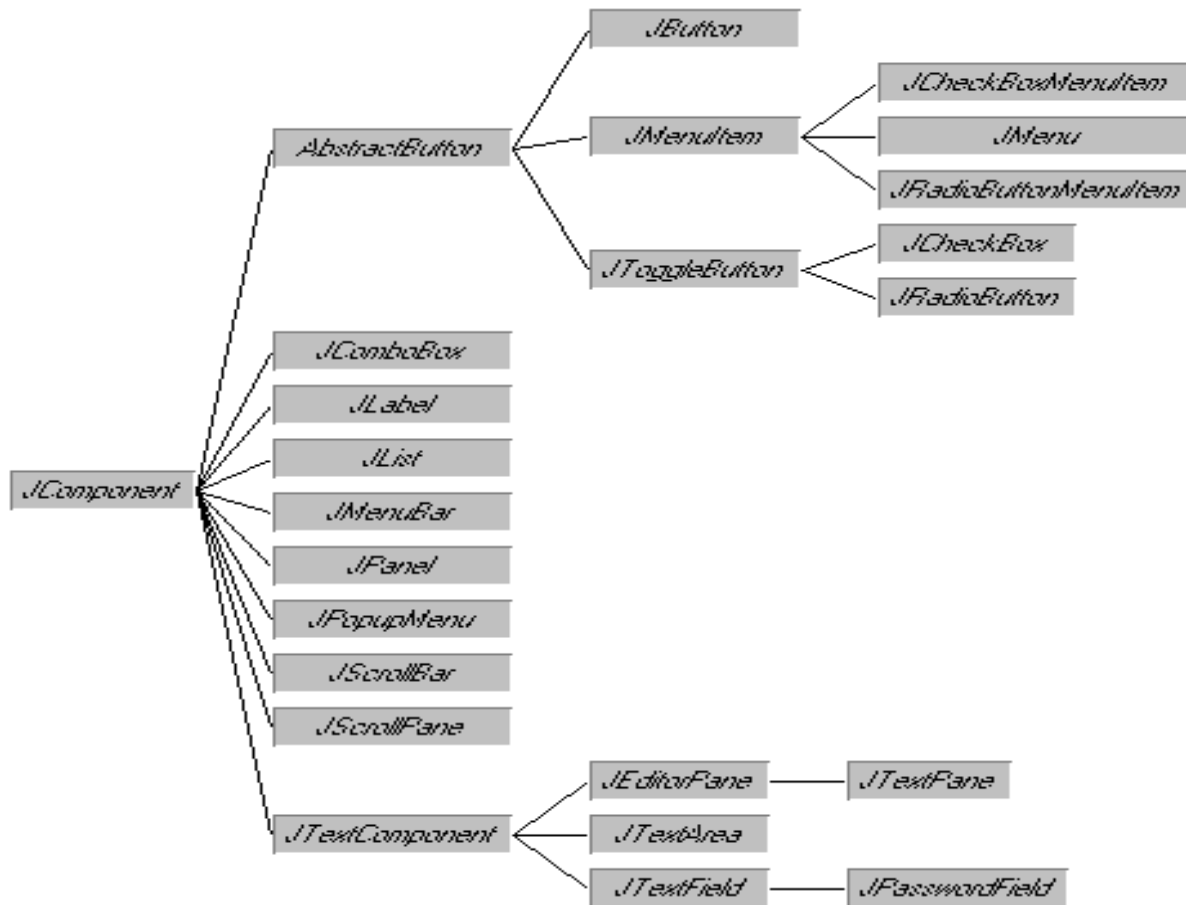 JButton
JCheckBoxMenuItem
AbstractButton
JMenuItem
JMenu
JRadioButtonMenuItem
JToggleButton
JCheckBox
JRadioButton
JComboBox
JLabel
JList
JComponent
JMenuBar
JPanel
JPopupMenu
JScrollBar
JScrollPane
JEditorPane
JTextPane
JTextComponent
JTextArea
JTextField
JPasswordField